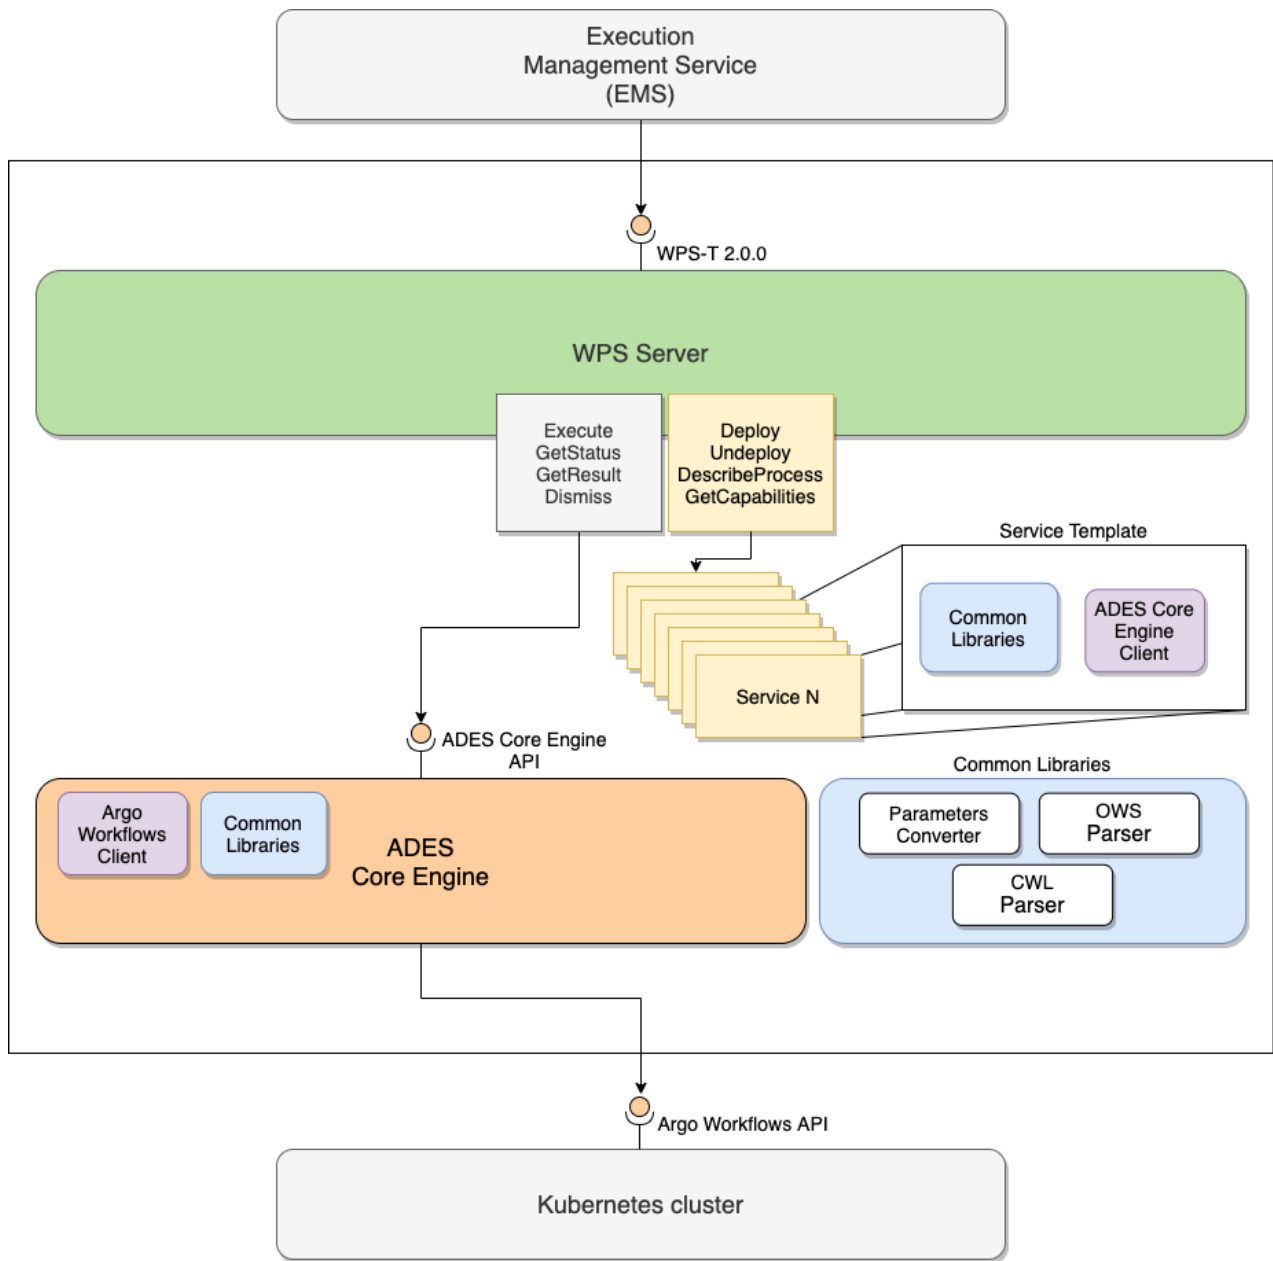 Execution
Management Service
(EMS)
WPS-T 2.0.0
WPS Server
Execute
GetStatus
GetResult
Dismiss
Deploy
Undeploy
DescribeProcess
GetCapabilities
Service Template
Common
Libraries
ADES Core
Engine
Client
Service N
ADES Core Engine
API
Argo
Workflows
Client
Common
Libraries
ADES
Core Engine
Common Libraries
Parameters
Converter
OWS
Parser
CWL
Parser
Argo Workflows API
Kubernetes cluster